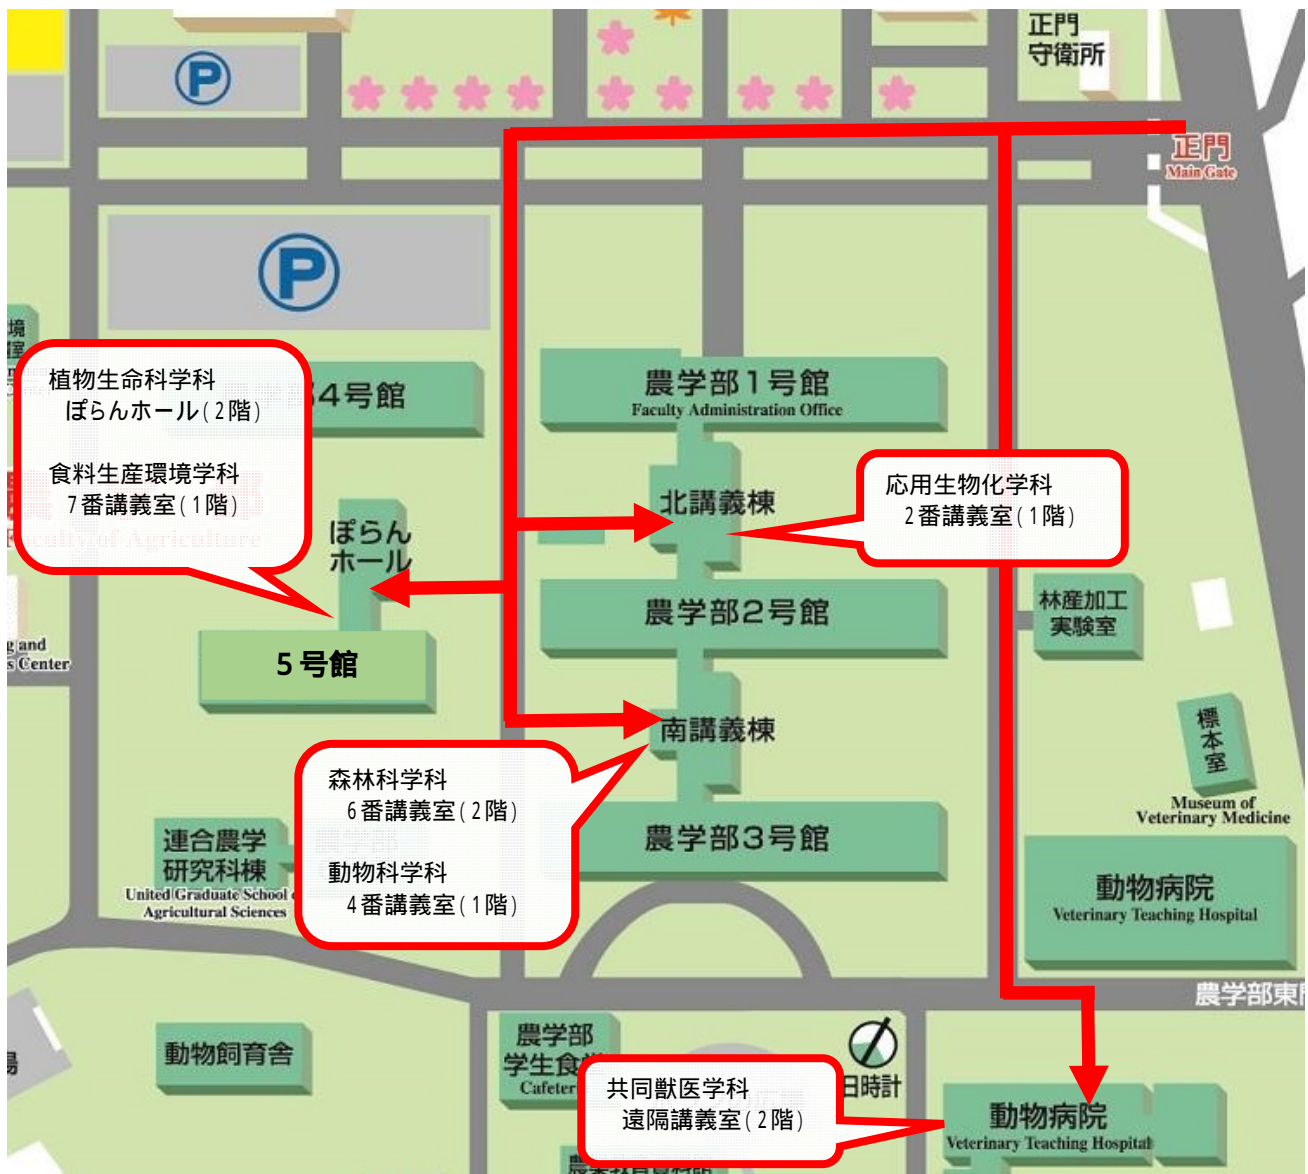 正門
守衛所
P
正門
Main Gate
P
植物生命科学科
ぽらんホール(2階)
食料生産環境学科
7番講義室(1階)
4号館
Faculty of Agriculture
農学部1号館
Faculty Administration Office
北講義棟
応用生物化学科
2番講義室(1階)
ぽらん
ホール
農学部2号館
林産加工
実験室
g and
s Center
5号館
南講義棟
標本室
Museum of
Veterinary Medicine
森林科学科
6番講義室(2階)
動物科学科
4番講義室(1階)
農学部3号館
連合農学
研究科棟
United Graduate School
Agricultural Sciences
動物病院
Veterinary Teaching Hospital
農学部東門
動物飼育舎
農学部
学生食
Cafeter
日時計
共同獣医学科
遠隔講義室(2階)
動物病院
Veterinary Teaching Hospital